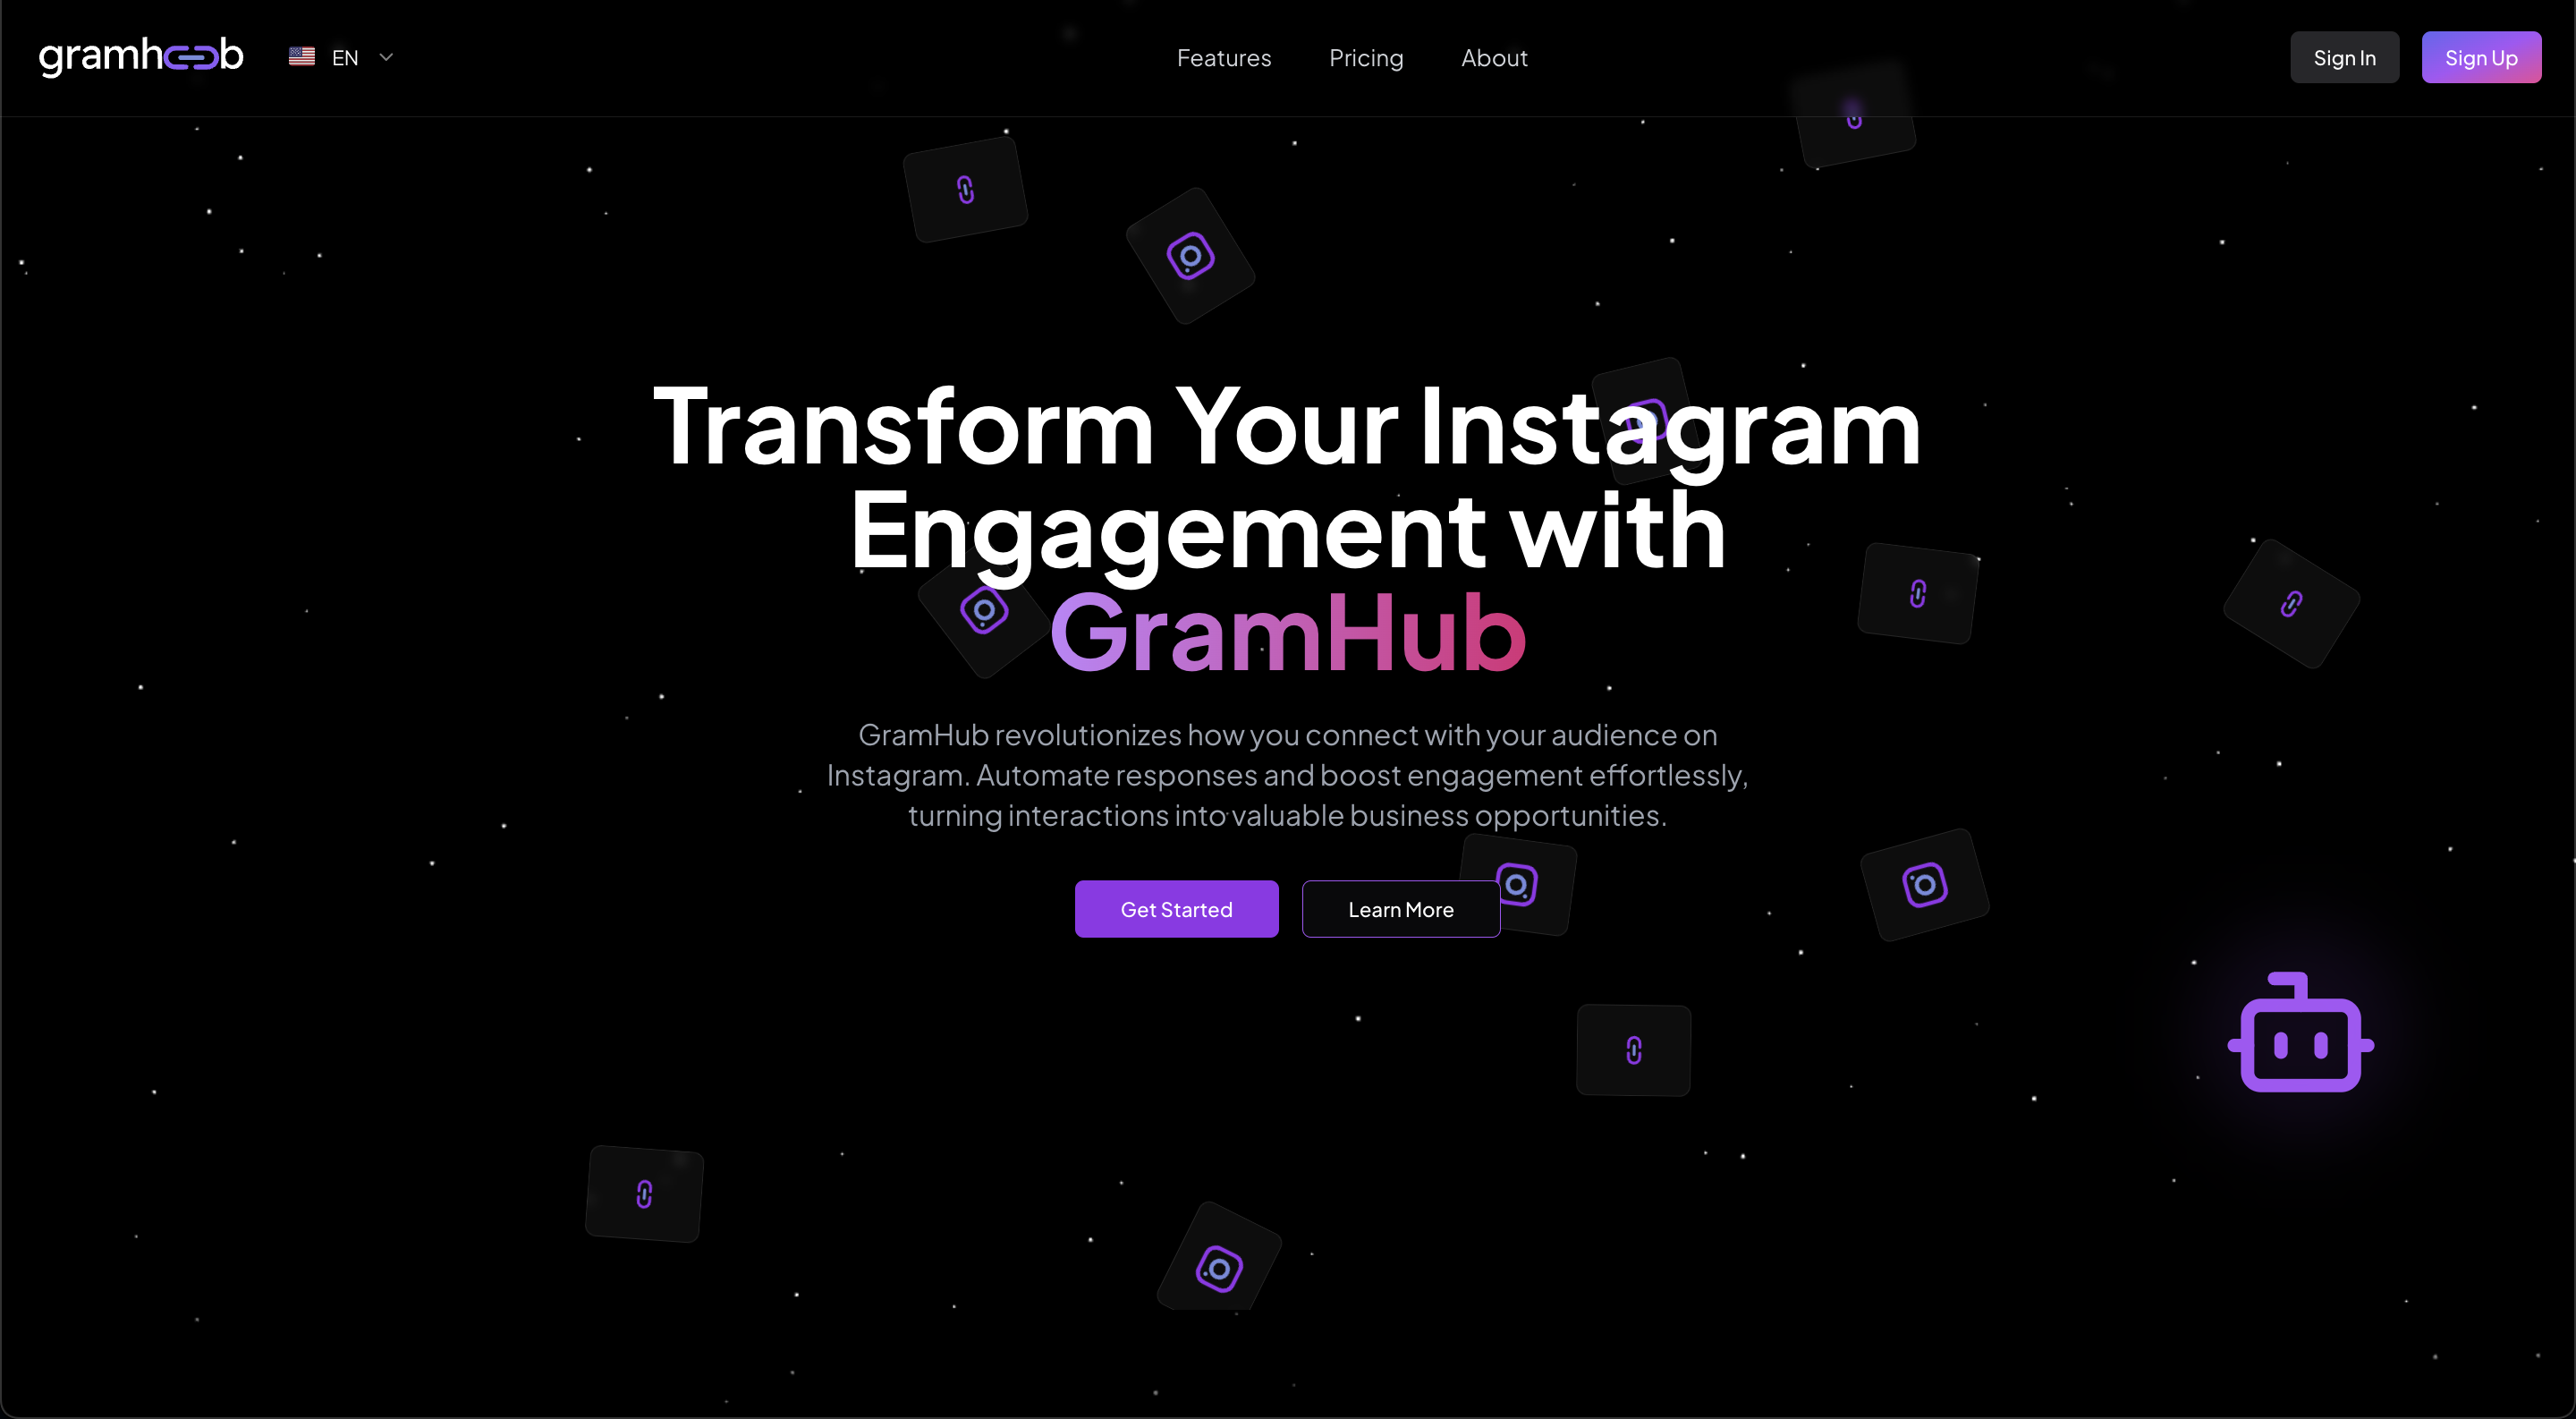 gramhoob
EN
Features
Pricing
About
Sign In
Sign Up
Transform Your Instagram
Engagement with
GramHub
GramHub revolutionizes how you connect with your audience on
Instagram. Automate responses and boost engagement effortlessly,
turning interactions into valuable business opportunities.
Get Started
Learn More